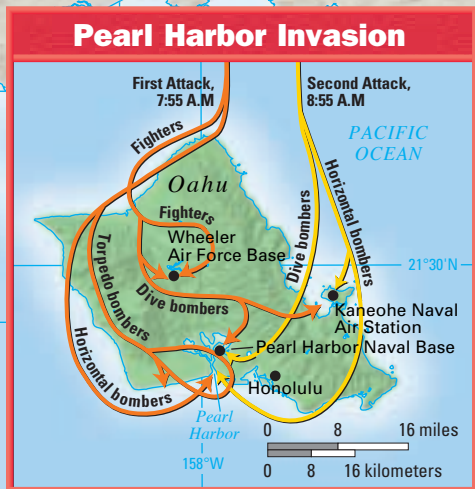 Pearl Harbor Invasion
First Attack,
7:55 A.M
Second Attack,
8:55 A.M
PACIFIC
OCEAN
Fighters
Horizontal bombers
Oahu
Fighters
Wheeler
Air Force Base
Dive bombers
21°30'N
Torpedo bombers
Dive bombers
Kaneohe Naval
Air Station
Pearl Harbor Naval Base
Horizontal bombers
Honolulu
Pearl
Harbor
158°W
0 8 16 miles
0 8 16 kilometers